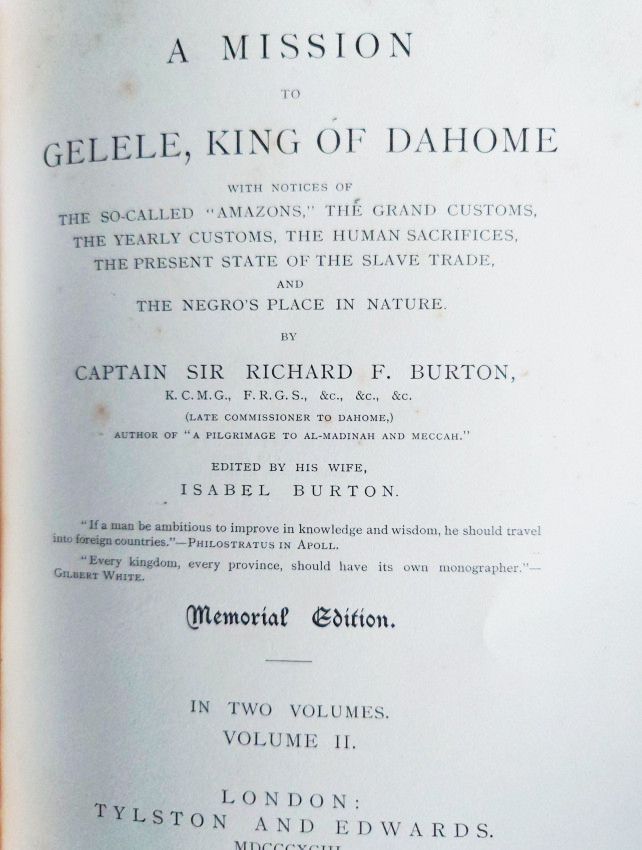 A MISSION
TO
GELELE, KING OF DAHOME
WITH NOTICES OF
THE SO-CALLED "AMAZONS," THE GRAND CUSTOMS,
THE YEARLY CUSTOMS, THE HUMAN SACRIFICES,
THE PRESENT STATE OF THE SLAVE TRADE,
AND
THE NEGRO'S PLACE IN NATURE.
BY
CAPTAIN SIR RICHARD F. BURTON,
K.C.M.G., F.R.G.S., &c., &c., &c.
(LATE COMMISSIONER TO DAHOME,)
AUTHOR OF "A PILGRIMAGE TO AL-MADINAH AND MECCAH."
EDITED BY HIS WIFE,
ISABEL BURTON.
"If a man be ambitious to improve in knowledge and wisdom, he should travel
into foreign countries."—PHILOSTRATUS IN APOLL.
"Every kingdom, every province, should have its own monographer."—
GILBERT WHITE.
Memorial Edition.
IN TWO VOLUMES.
VOLUME II.
LONDON:
TYLSTON AND EDWARDS.
MDCCCXCIII.